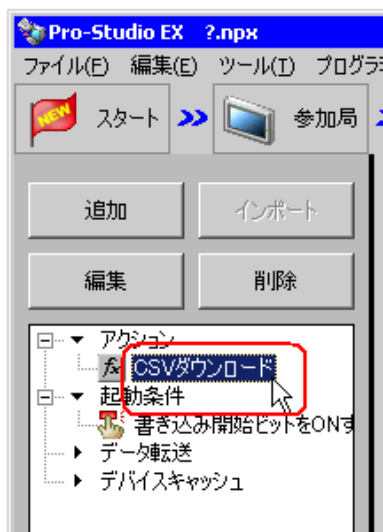 Pro-Studio EX ?.npx
ファイル(F) 編集(E) ツール(T) プログラ
NEW スタート >> 参加局
追加 インポート
編集 削除
アクション
fx CSVダウンロード
起動条件
書き込み開始ビットをONす
データ転送
デバイスキャッシュ